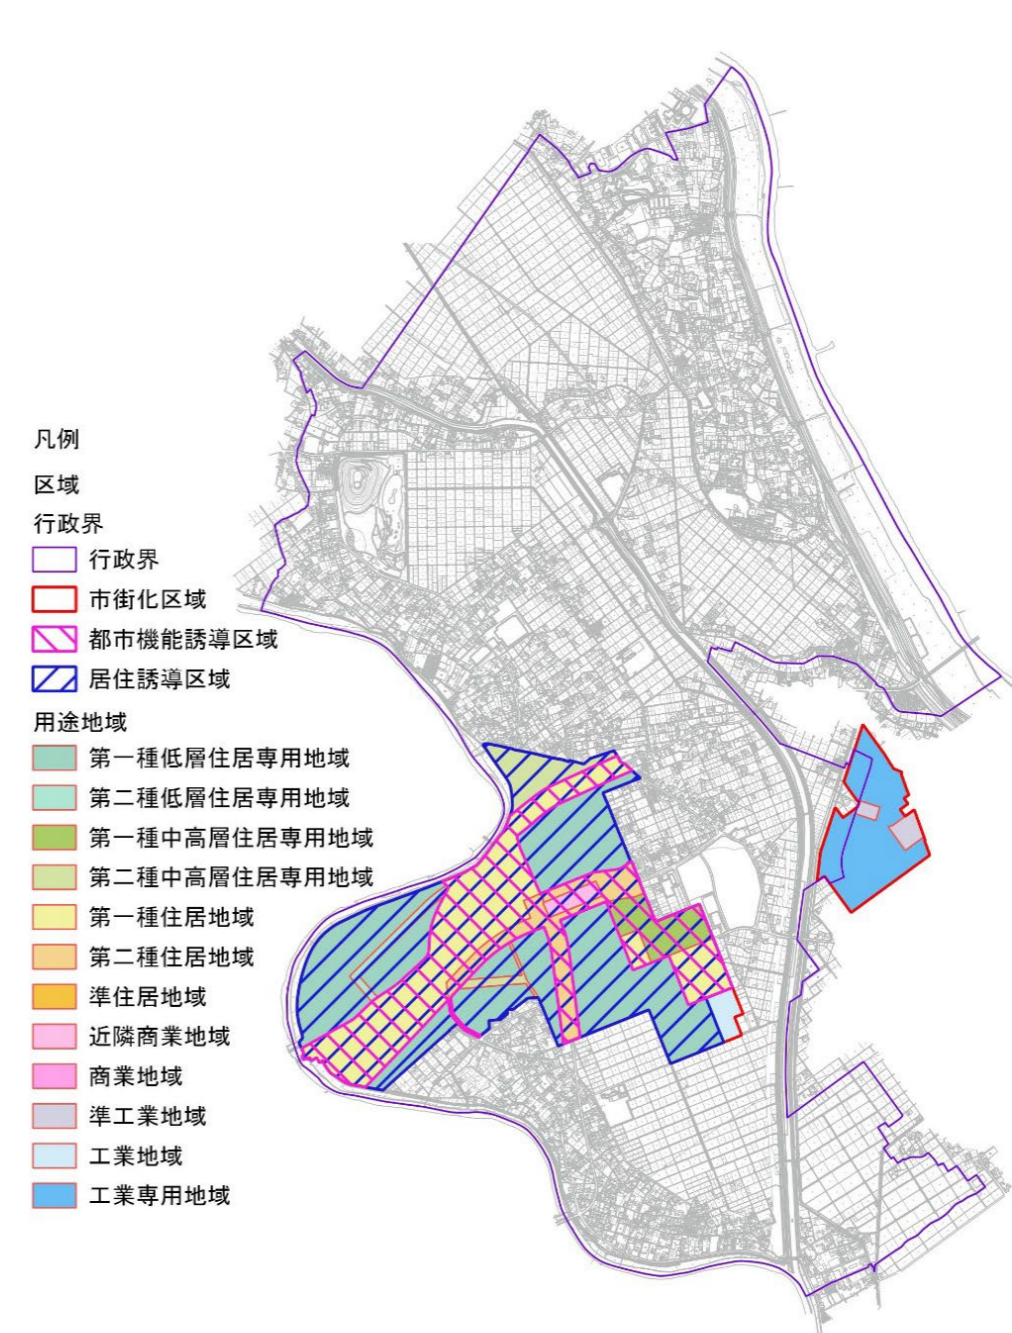 凡例
区域
行政界
行政界
市街化区域
都市機能誘導区域
居住誘導区域
用途地域
第一種低層住居専用地域
第二種低層住居専用地域
第一種中高層住居専用地域
第二種中高層住居専用地域
第一種住居地域
第二種住居地域
準住居地域
近隣商業地域
商業地域
準工業地域
工業地域
工業専用地域